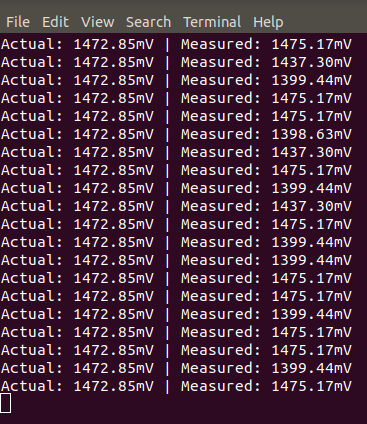 File Edit View Search Terminal Help
Actual: 1472.85mV | Measured: 1475.17mV
Actual: 1472.85mV | Measured: 1437.30mV
Actual: 1472.85mV | Measured: 1399.44mV
Actual: 1472.85mV | Measured: 1475.17mV
Actual: 1472.85mV | Measured: 1475.17mV
Actual: 1472.85mV | Measured: 1398.63mV
Actual: 1472.85mV | Measured: 1437.30mV
Actual: 1472.85mV | Measured: 1475.17mV
Actual: 1472.85mV | Measured: 1399.44mV
Actual: 1472.85mV | Measured: 1437.30mV
Actual: 1472.85mV | Measured: 1475.17mV
Actual: 1472.85mV | Measured: 1399.44mV
Actual: 1472.85mV | Measured: 1399.44mV
Actual: 1472.85mV | Measured: 1475.17mV
Actual: 1472.85mV | Measured: 1475.17mV
Actual: 1472.85mV | Measured: 1399.44mV
Actual: 1472.85mV | Measured: 1475.17mV
Actual: 1472.85mV | Measured: 1475.17mV
Actual: 1472.85mV | Measured: 1399.44mV
Actual: 1472.85mV | Measured: 1475.17mV